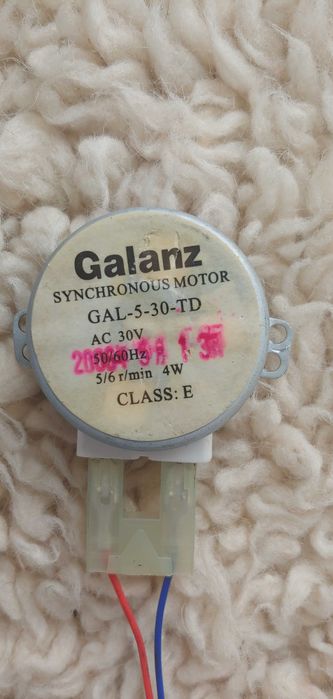 Galanz
SYNCHRONOUS MOTOR
GAL-5-30-TD
AC 30V
50/60Hz
5/6 r/min 4W
CLASS: E